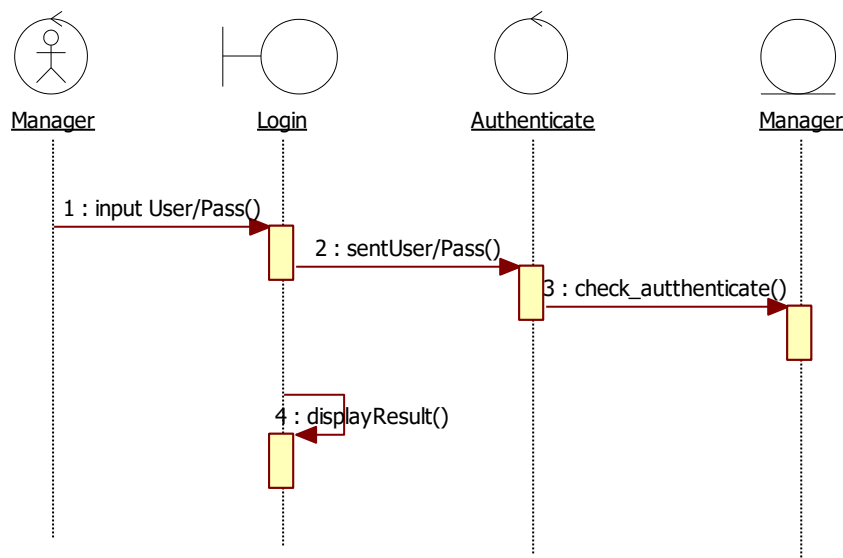 Manager
Login
Authenticate
Manager
1 : input User/Pass()
2 : sentUser/Pass()
3 : check_autthenticate()
4 : displayResult()